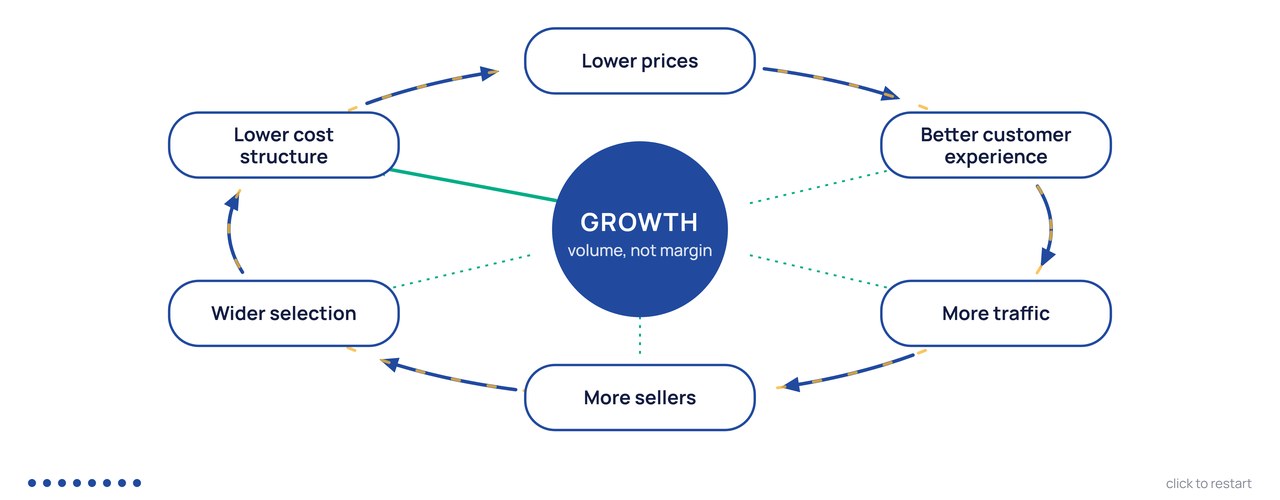 Lower prices
Lower cost
structure
Better customer
experience
GROWTH
volume, not margin
Wider selection
More traffic
More sellers
click to restart